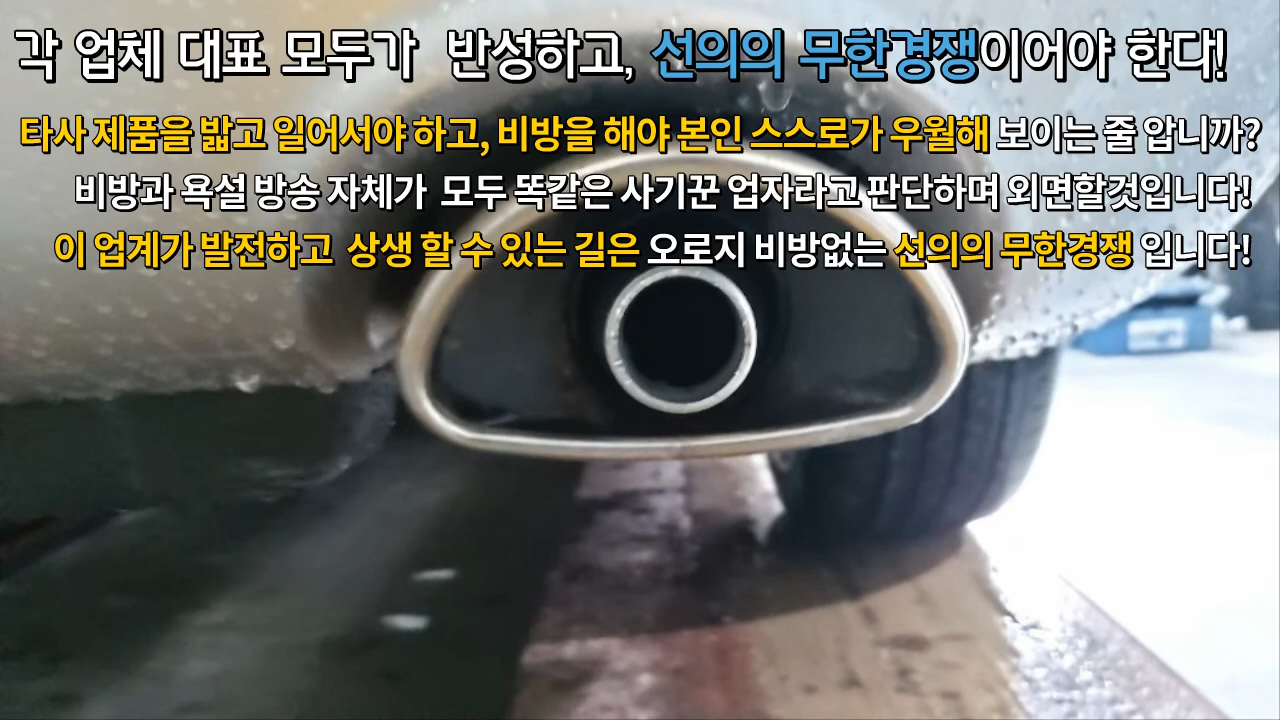 각 업체 대표 모두가 반성하고, 선의의 무한경쟁이어야 한다!
타사 제품을 밟고 일어서야 하고, 비방을 해야 본인 스스로가 우월해 보이는 줄 압니까?
비방과 욕설 방송 자체가 모두 똑같은 사기꾼 업자라고 판단하며 외면할것입니다!
이 업계가 발전하고 상생 할 수 있는 길은 오로지 비방없는 선의의 무한경쟁 입니다!